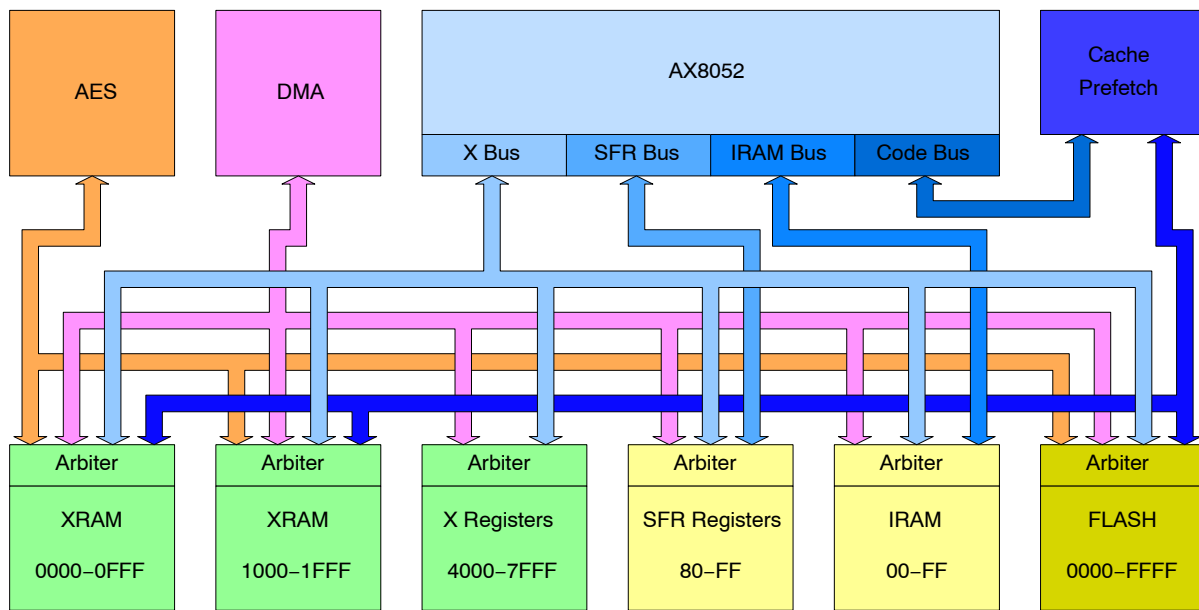 AES
DMA
AX8052
Cache
Prefetch
X Bus
SFR Bus
IRAM Bus
Code Bus
Arbiter
Arbiter
Arbiter
Arbiter
Arbiter
Arbiter
XRAM
XRAM
X Registers
SFR Registers
IRAM
FLASH
0000−0FFF
1000−1FFF
4000−7FFF
80−FF
00−FF
0000−FFFF